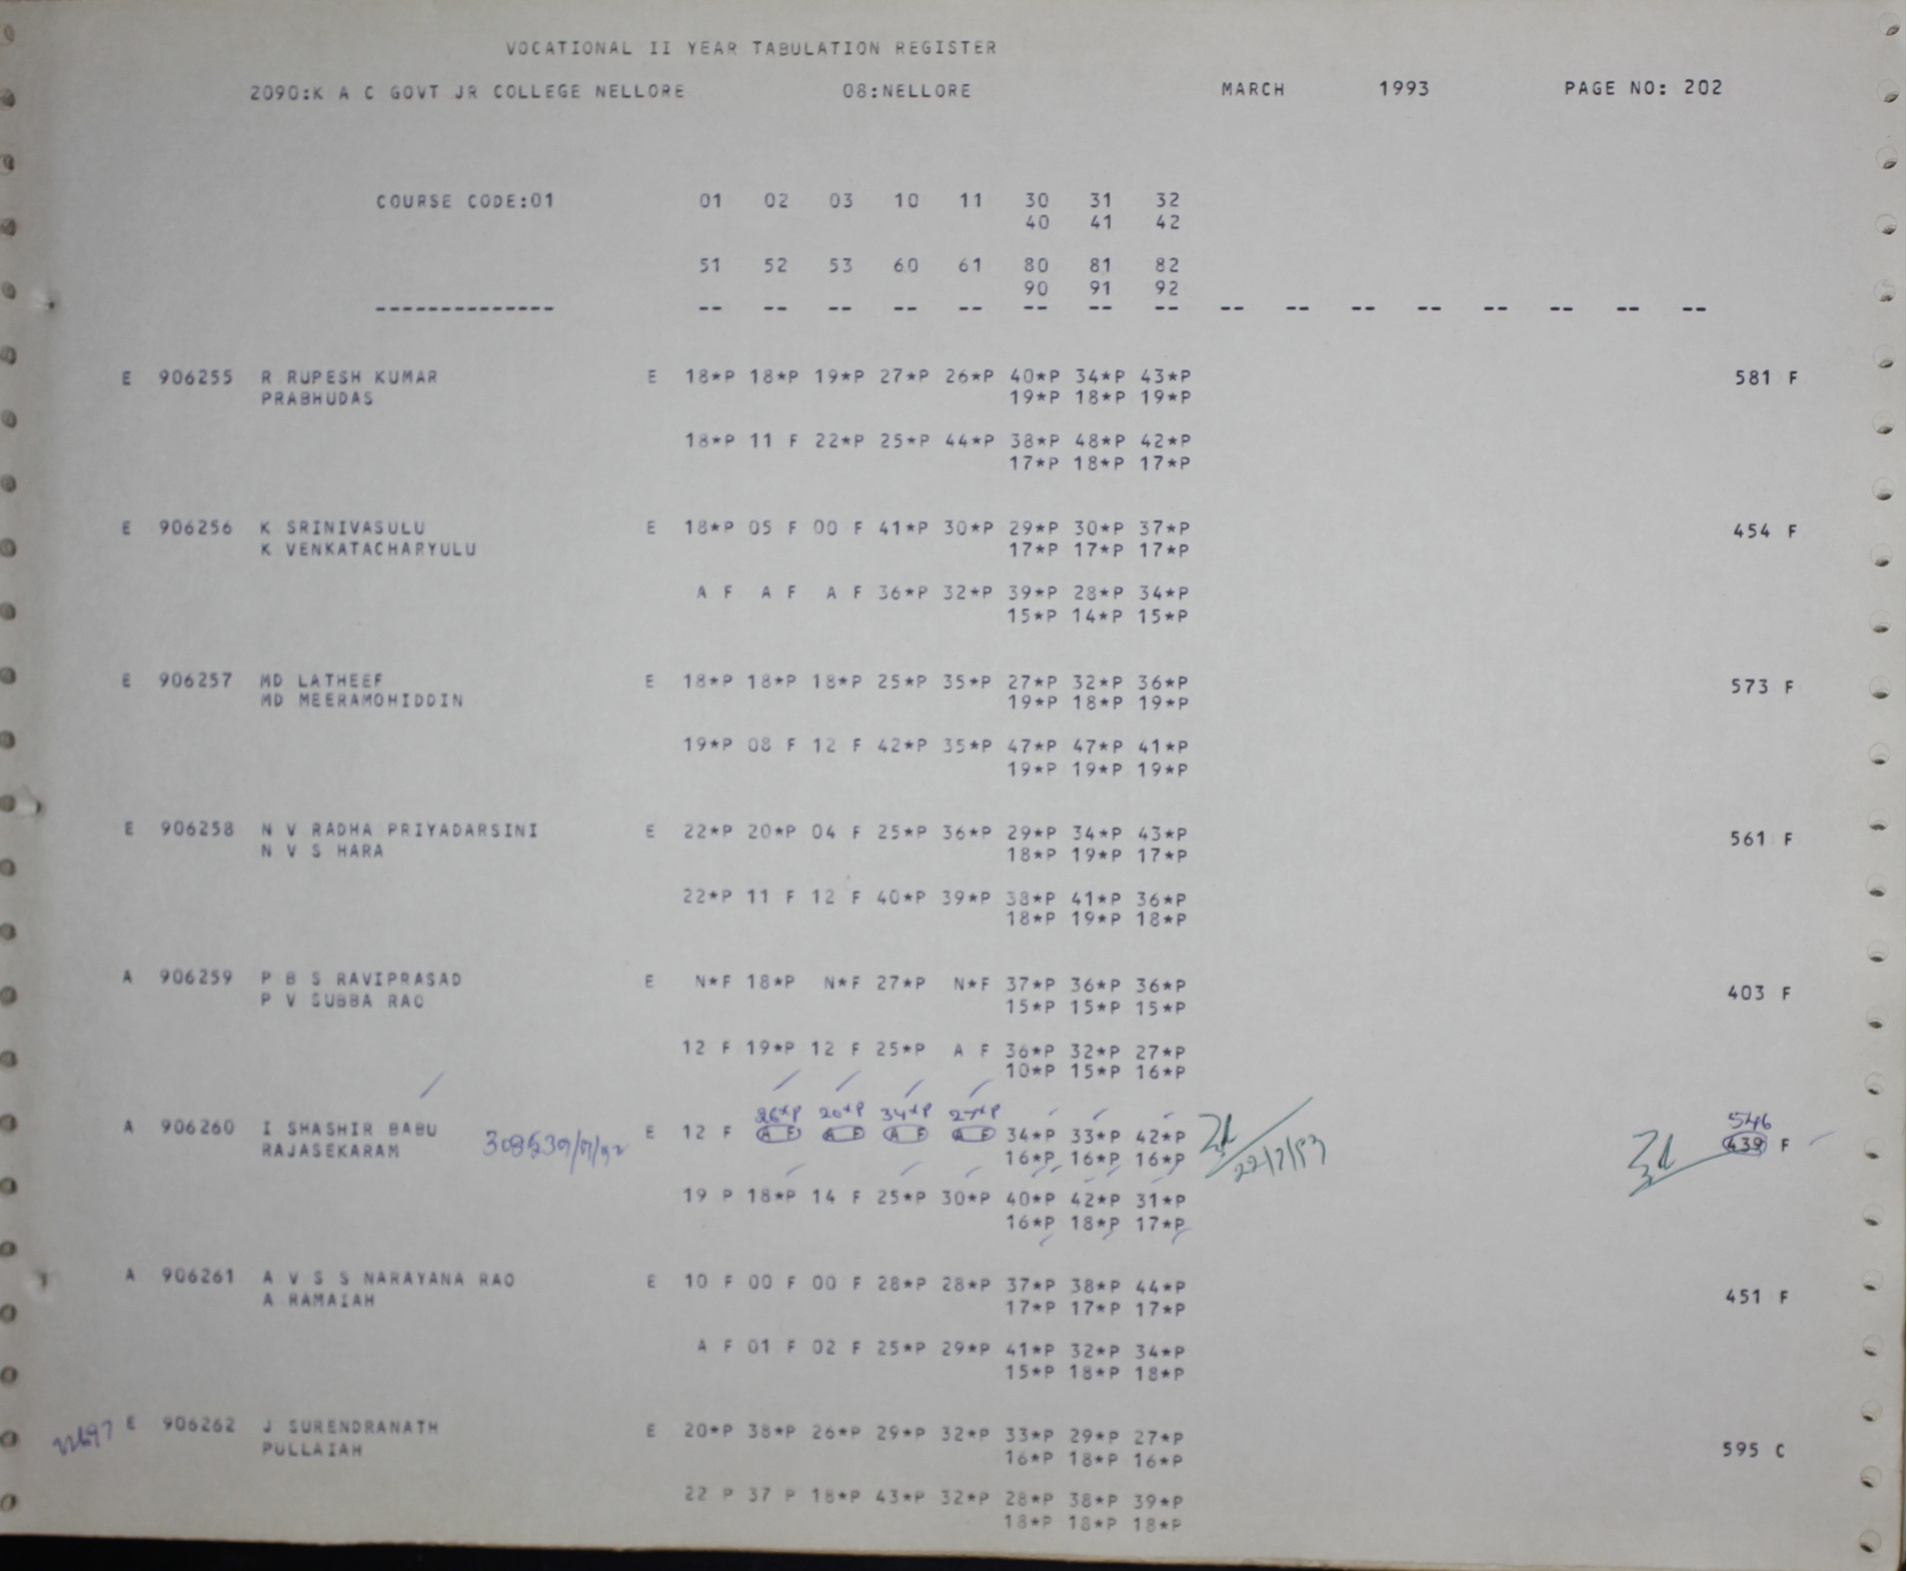 VOCATIONAL II YEAR TABULATION REGISTER
2090:K A C GOVT JR COLLEGE NELLORE 08:NELLORE MARCH 1993 PAGE NO: 202
COURSE CODE:01 01 02 03 10 11 30 31 32
40 41 42
51 52 53 60 61 80 81 82
90 91 92
-------------- -- -- -- -- -- -- -- -- -- -- -- -- -- -- -- --
E 906255 R RUPESH KUMAR E 18*P 18*P 19*P 27*P 26*P 40*P 34*P 43*P 581 F
PRABHUDAS 19*P 18*P 19*P
18*P 11 F 22*P 25*P 44*P 38*P 48*P 42*P
17*P 18*P 17*P
E 906256 K SRINIVASULU E 18*P 05 F 00 F 41*P 30*P 29*P 30*P 37*P 454 F
K VENKATACHARYULU 17*P 17*P 17*P
A F A F A F 36*P 32*P 39*P 28*P 34*P
15*P 14*P 15*P
E 906257 MD LATHEEF E 18*P 18*P 18*P 25*P 35*P 27*P 32*P 36*P 573 F
MD MEERAMOHIDDIN 19*P 18*P 19*P
19*P 08 F 12 F 42*P 35*P 47*P 47*P 41*P
19*P 19*P 19*P
E 906258 N V RADHA PRIYADARSINI E 22*P 20*P 04 F 25*P 36*P 29*P 34*P 43*P 561 F
N V S HARA 18*P 19*P 17*P
22*P 11 F 12 F 40*P 39*P 38*P 41*P 36*P
18*P 19*P 18*P
A 906259 P B S RAVIPRASAD E N*F 18*P N*F 27*P N*F 37*P 36*P 36*P 403 F
P V SUBBA RAO 15*P 15*P 15*P
12 F 19*P 12 F 25*P A F 36*P 32*P 27*P
10*P 15*P 16*P
26*P 20*P 34*P 27*P 546
A 906260 I SHASHIR BABU E 12 F A F A F A F A F 34*P 33*P 42*P 439 F
RAJASEKARAM 16*P 16*P 16*P 22/7/93
19 P 18*P 14 F 25*P 30*P 40*P 42*P 31*P
16*P 18*P 17*P
A 906261 A V S S NARAYANA RAO E 10 F 00 F 00 F 28*P 28*P 37*P 38*P 44*P 451 F
A RAMAIAH 17*P 17*P 17*P
A F 01 F 02 F 25*P 29*P 41*P 32*P 34*P
15*P 18*P 18*P
E 906262 J SURENDRANATH E 20*P 38*P 26*P 29*P 32*P 33*P 29*P 27*P 595 C
PULLAIAH 16*P 18*P 16*P
22 P 37 P 18*P 43*P 32*P 28*P 38*P 39*P
18*P 18*P 18*P